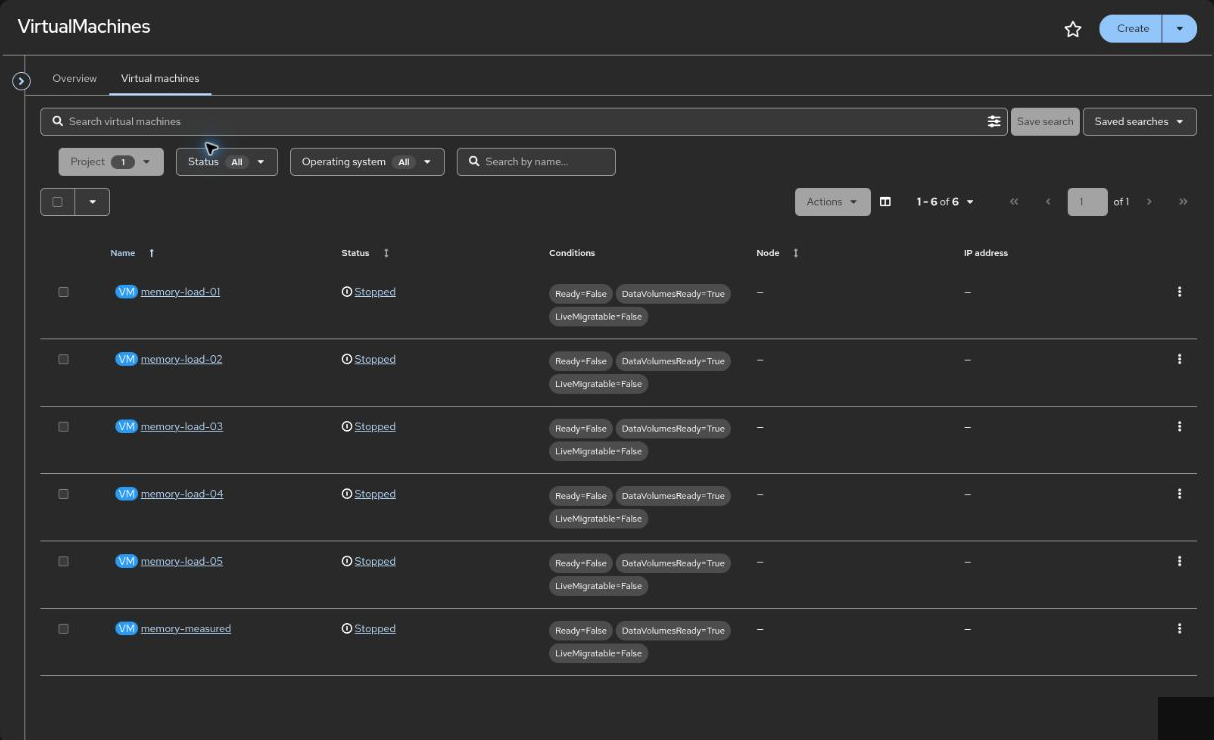 VirtualMachines
Create
Overview Virtual machines
Search virtual machines Save search Saved searches
Project 1 Status All Operating system All Search by name...
Actions 1 - 6 of 6 1 of 1
Name Status Conditions Node IP address
VM memory-load-01 Stopped Ready=False DataVolumesReady=True – –
LiveMigratable=False
VM memory-load-02 Stopped Ready=False DataVolumesReady=True – –
LiveMigratable=False
VM memory-load-03 Stopped Ready=False DataVolumesReady=True – –
LiveMigratable=False
VM memory-load-04 Stopped Ready=False DataVolumesReady=True – –
LiveMigratable=False
VM memory-load-05 Stopped Ready=False DataVolumesReady=True – –
LiveMigratable=False
VM memory-measured Stopped Ready=False DataVolumesReady=True – –
LiveMigratable=False